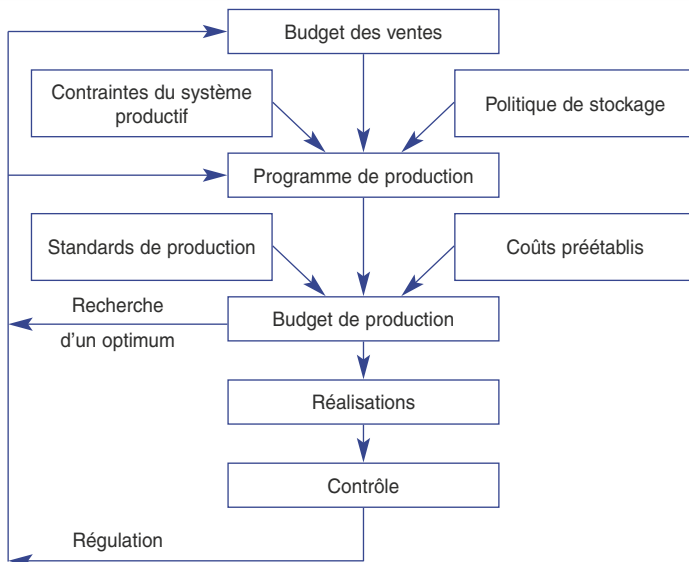 Budget des ventes
Contraintes du système
productif
Politique de stockage
Programme de production
Standards de production
Coûts préétablis
Recherche
d'un optimum
Budget de production
Réalisations
Contrôle
Régulation